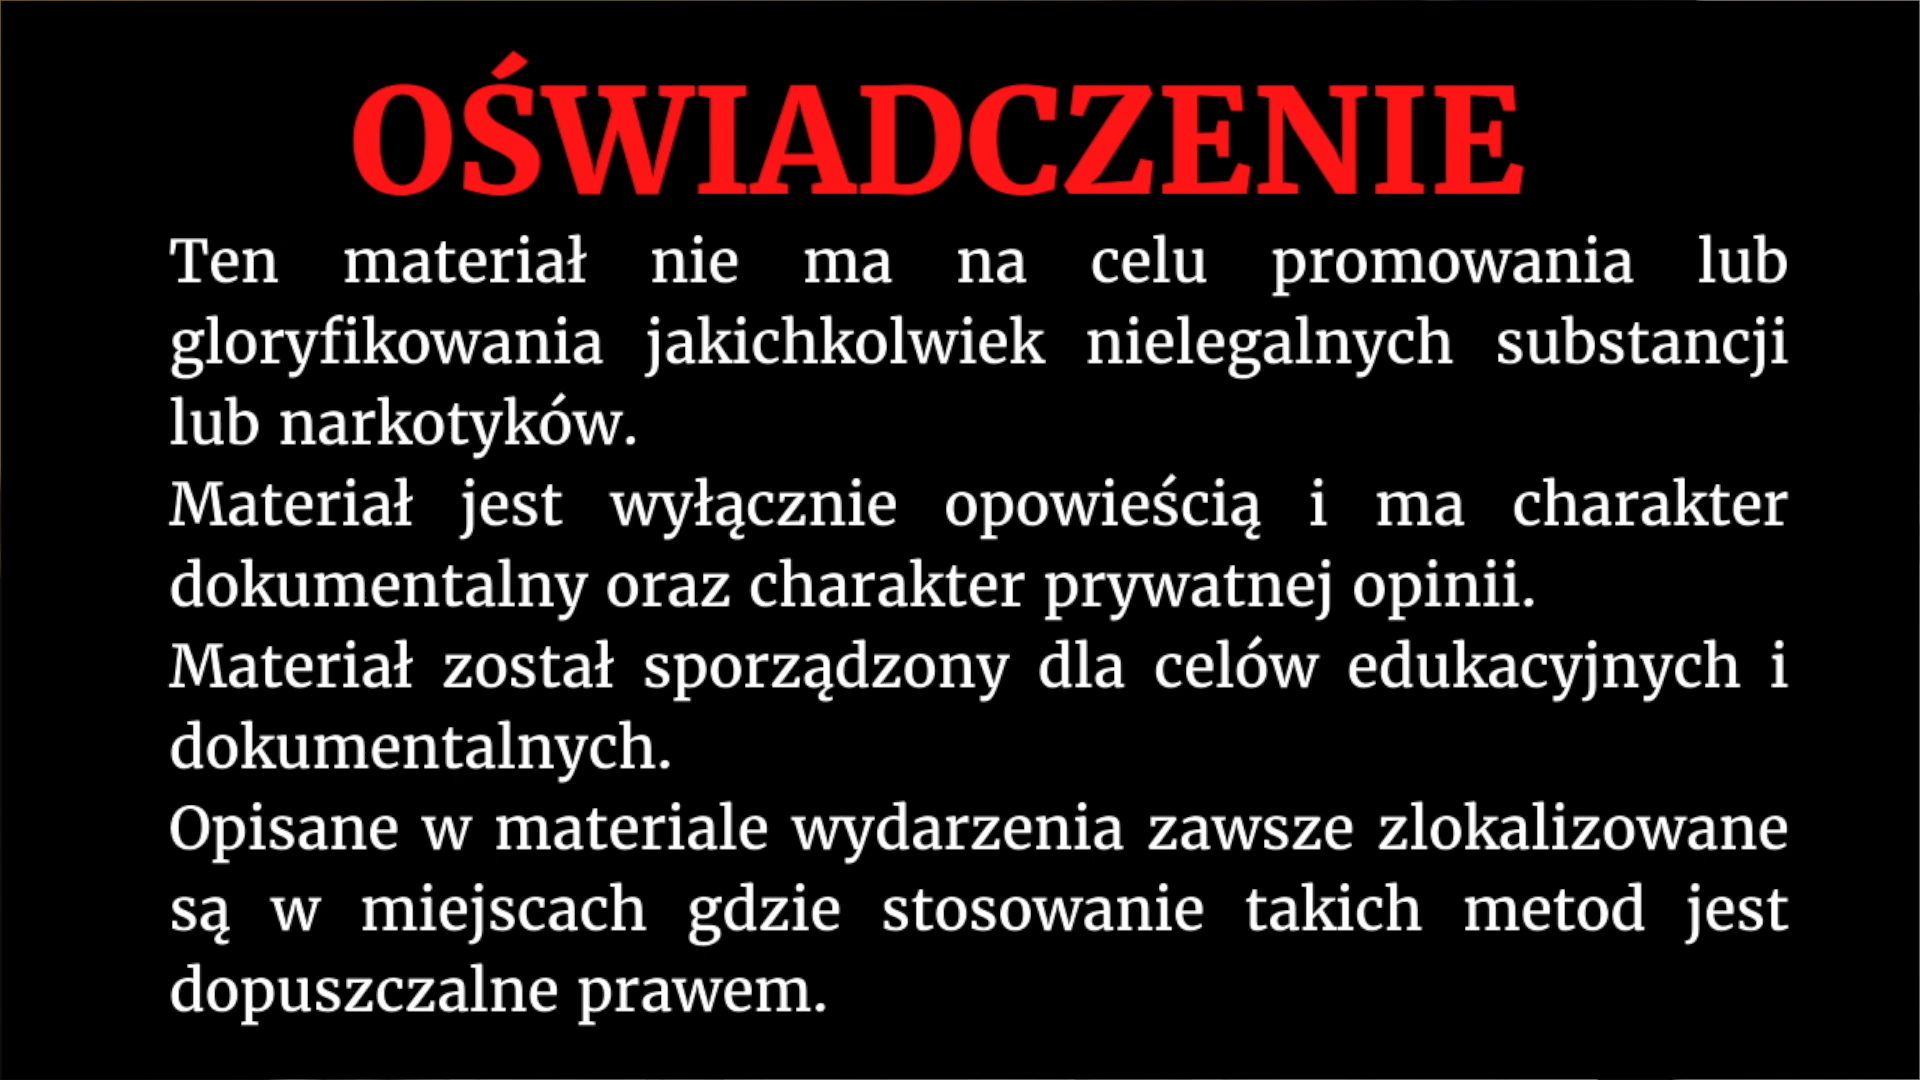 OŚWIADCZENIE
Ten materiał nie ma na celu promowania lub
gloryfikowania jakichkolwiek nielegalnych substancji
lub narkotyków.
Materiał jest wyłącznie opowieścią i ma charakter
dokumentalny oraz charakter prywatnej opinii.
Materiał został sporządzony dla celów edukacyjnych i
dokumentalnych.
Opisane w materiale wydarzenia zawsze zlokalizowane
są w miejscach gdzie stosowanie takich metod jest
dopuszczalne prawem.